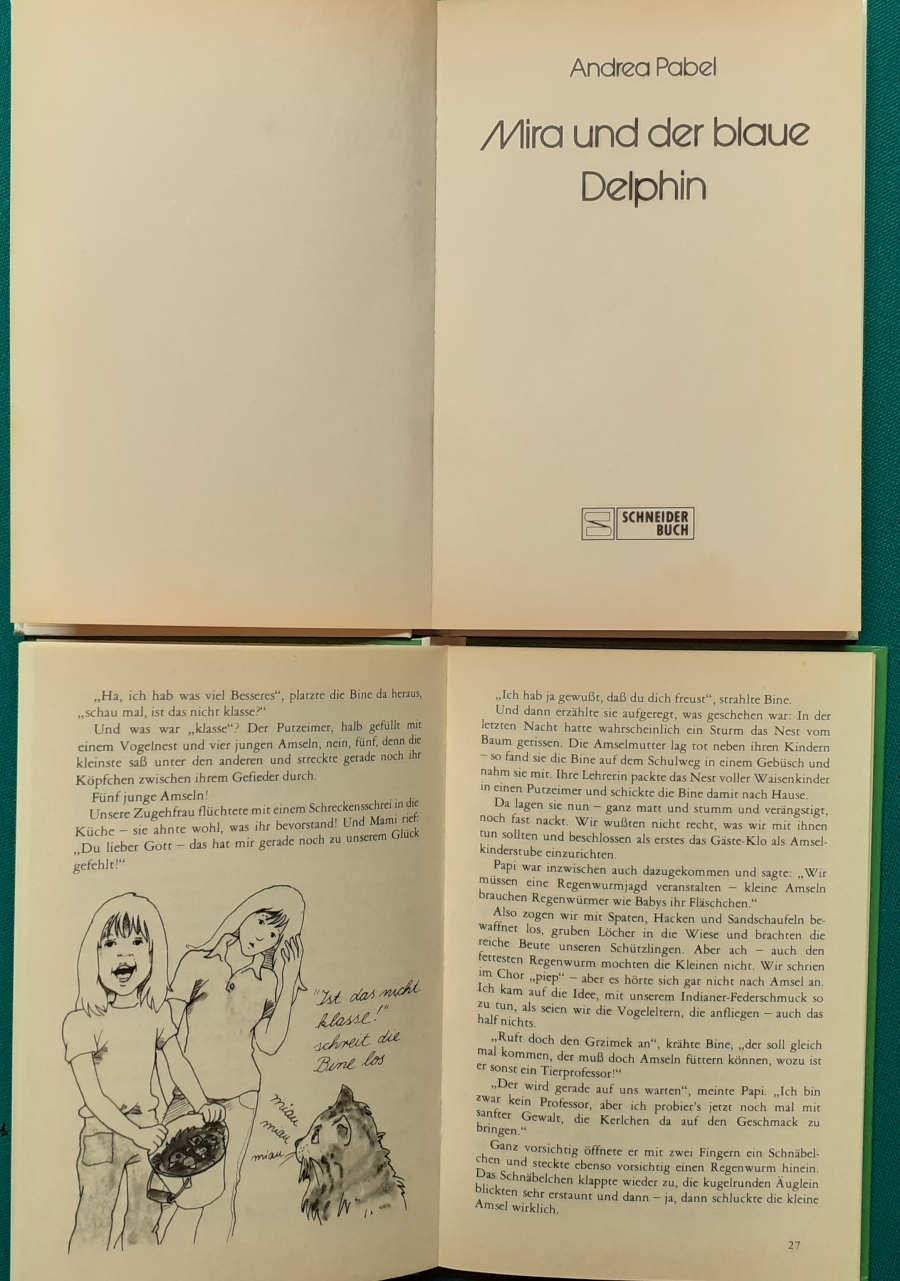 Andrea Pabel
Mira und der blaue
Delphin
SCHNEIDER
BUCH
„Ha, ich hab was viel Besseres“, platzte die Bine da heraus,
„schau mal, ist das nicht klasse?“
Und was war „klasse“? Der Putzeimer, halb gefüllt mit
einem Vogelnest und vier jungen Amseln, nein, fünf, denn die
kleinste saß unter den anderen und streckte gerade noch ihr
Köpfchen zwischen ihrem Gefieder durch.
Fünf junge Amseln!
Unsere Zugehfrau flüchtete mit einem Schreckensschrei in die
Küche – sie ahnte wohl, was ihr bevorstand! Und Mami rief:
„Du lieber Gott – das hat mir gerade noch zu unserem Glück
gefehlt!“
"Ist das nicht
klasse!"
schreit die
Bine los
miau
miau
miau
„Ich hab ja gewußt, daß du dich freust“, strahlte Bine.
Und dann erzählte sie aufgeregt, was geschehen war: In der
letzten Nacht hatte wahrscheinlich ein Sturm das Nest vom
Baum gerissen. Die Amselmutter lag tot neben ihren Kindern
– so fand sie die Bine auf dem Schulweg in einem Gebüsch und
nahm sie mit. Ihre Lehrerin packte das Nest voller Waisenkinder
in einen Putzeimer und schickte die Bine damit nach Hause.
Da lagen sie nun – ganz matt und stumm und verängstigt,
noch fast nackt. Wir wußten nicht recht, was wir mit ihnen
tun sollten und beschlossen als erstes das Gäste-Klo als Amsel-
kinderstube einzurichten.
Papi war inzwischen auch dazugekommen und sagte: „Wir
müssen eine Regenwurmjagd veranstalten – kleine Amseln
brauchen Regenwürmer wie Babys ihr Fläschchen.“
Also zogen wir mit Spaten, Hacken und Sandschaufeln be-
waffnet los, gruben Löcher in die Wiese und brachten die
reiche Beute unseren Schützlingen. Aber ach – auch den
fettesten Regenwurm mochten die Kleinen nicht. Wir schrien
im Chor „piep“ – aber es hörte sich gar nicht nach Amsel an.
Ich kam auf die Idee, mit unserem Indianer-Federschmuck so
zu tun, als seien wir die Vogeleltern, die anfliegen – auch das
half nichts.
„Ruft doch den Grzimek an“, krähte Bine, „der soll gleich
mal kommen, der muß doch Amseln füttern können, wozu ist
er sonst ein Tierprofessor!“
„Der wird gerade auf uns warten“, meinte Papi. „Ich bin
zwar kein Professor, aber ich probier's jetzt noch mal mit
sanfter Gewalt, die Kerlchen da auf den Geschmack zu
bringen.“
Ganz vorsichtig öffnete er mit zwei Fingern ein Schnäbel-
chen und steckte ebenso vorsichtig einen Regenwurm hinein.
Das Schnäbelchen klappte wieder zu, die kugelrunden Äuglein
blickten sehr erstaunt und dann – ja, dann schluckte die kleine
Amsel wirklich.
27